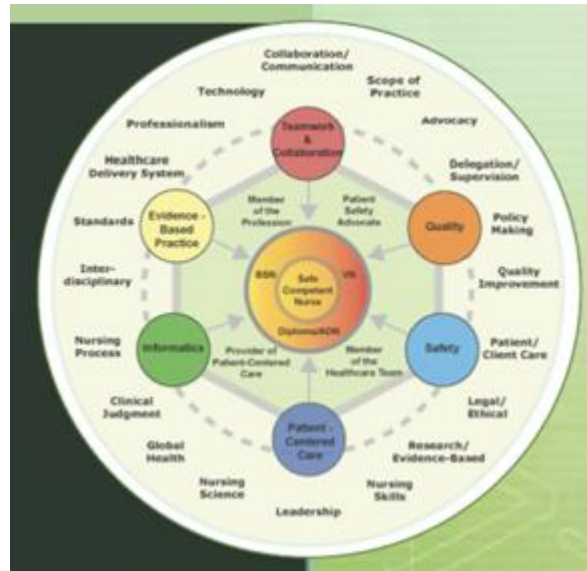 Collaboration/
Communication
Technology
Scope of
Practice
Professionalism
Advocacy
Teamwork
&
Collaboration
Healthcare
Delivery System
Delegation/
Supervision
Member
of the
Profession
Patient
Safety
Advocate
Standards
Evidence -
Based
Practice
Quality
Policy
Making
Inter-
disciplinary
BSN
VN
Safe
Competent
Nurse
Quality
Improvement
Diploma/ADN
Nursing
Process
Informatics
Provider of
Patient-Centered
Care
Member
of the
Healthcare Team
Safety
Patient/
Client Care
Clinical
Judgment
Legal/
Ethical
Patient -
Centered
Care
Global
Health
Research/
Evidence-Based
Nursing
Science
Nursing
Skills
Leadership